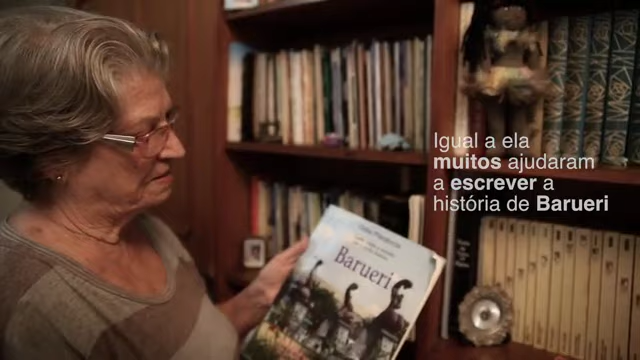 Igual a ela
muitos ajudaram
a escrever a
história de Barueri
Barueri